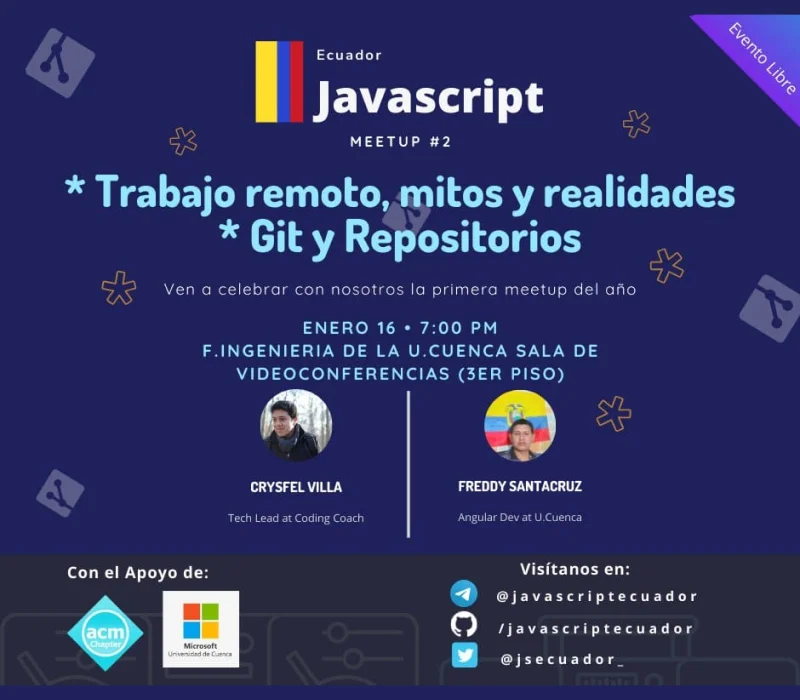 Evento Libre
Ecuador
Javascript
MEETUP #2
* Trabajo remoto, mitos y realidades
* Git y Repositorios
Ven a celebrar con nosotros la primera meetup del año
ENERO 16 • 7:00 PM
F.INGENIERIA DE LA U.CUENCA SALA DE
VIDEOCONFERENCIAS (3ER PISO)
CRYSFEL VILLA
Tech Lead at Coding Coach
FREDDY SANTACRUZ
Angular Dev at U.Cuenca
Con el Apoyo de:
acm
Chapter
Microsoft
Universidad de Cuenca
Visítanos en:
@javascriptecuador
/javascriptecuador
@jsecuador_